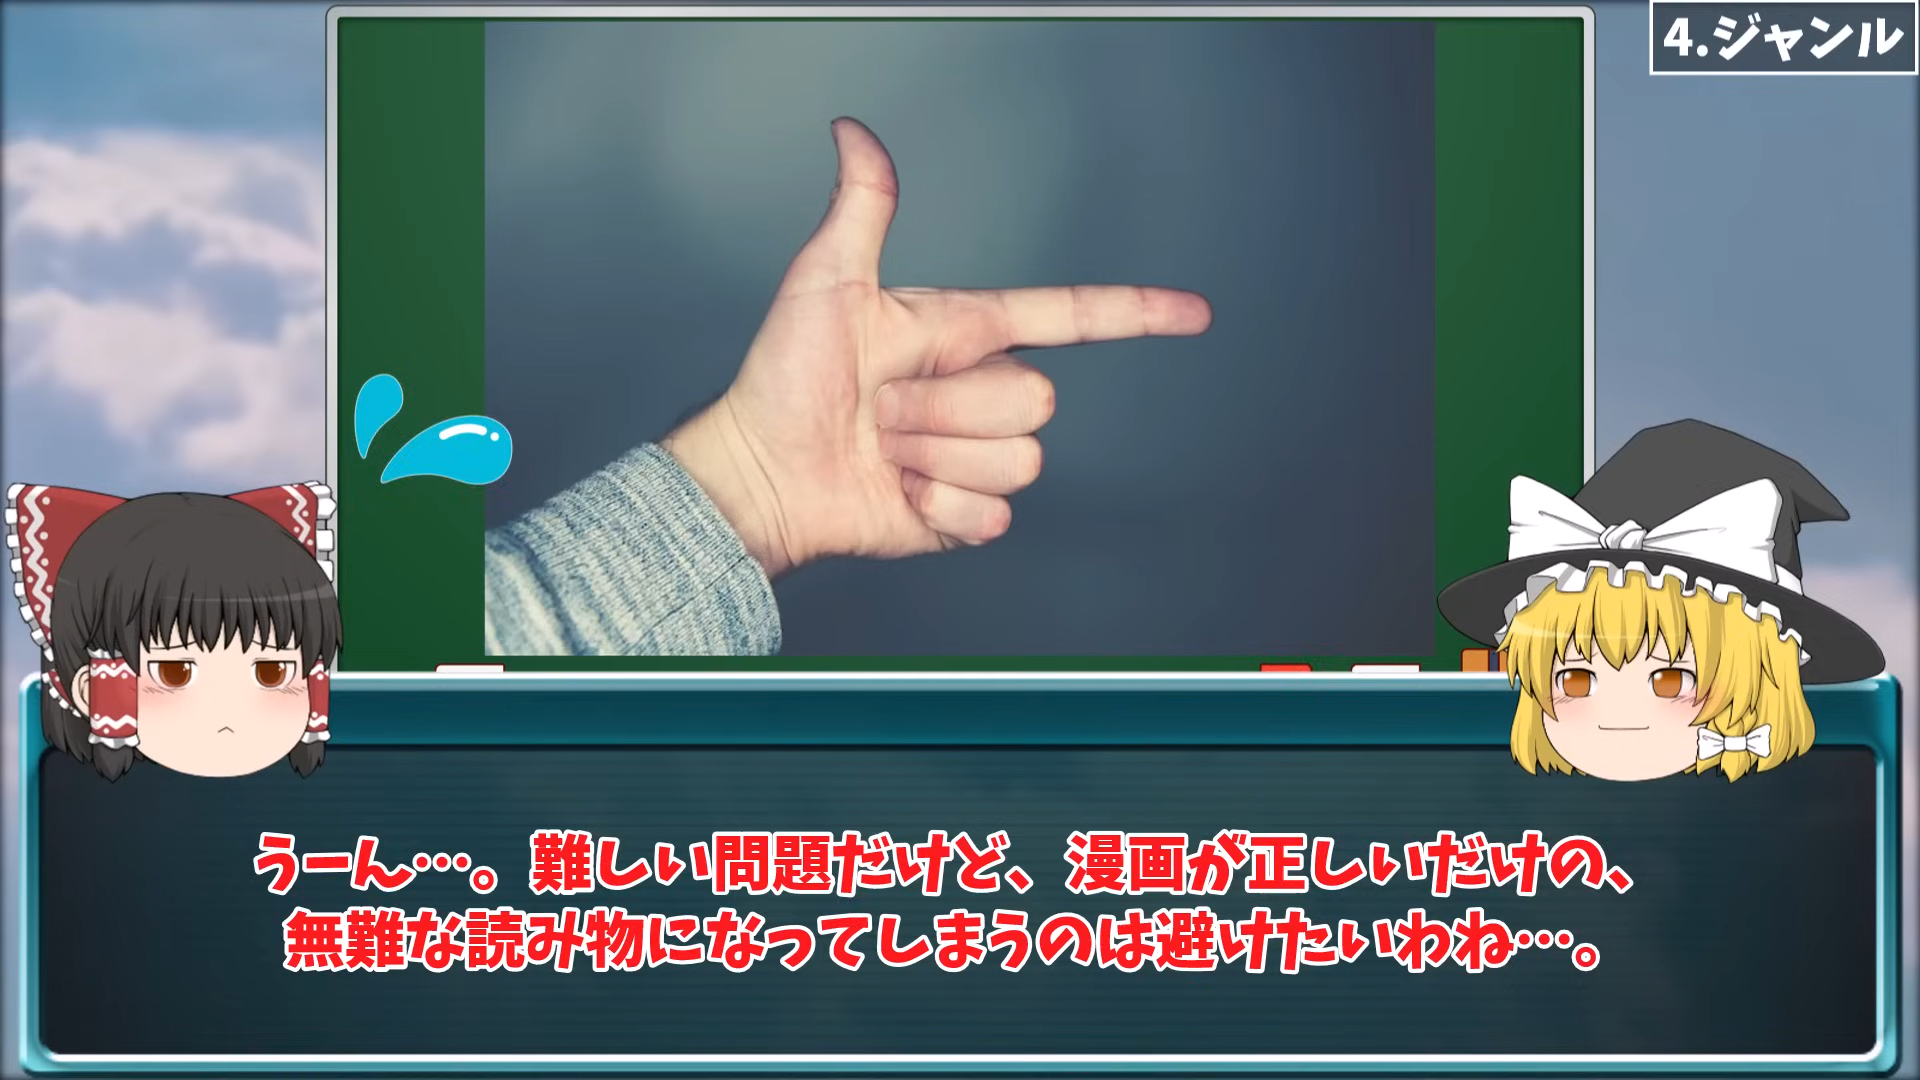 4.ジャンル
うーん…。難しい問題だけど、漫画が正しいだけの、
無難な読み物になってしまうのは避けたいわね…。